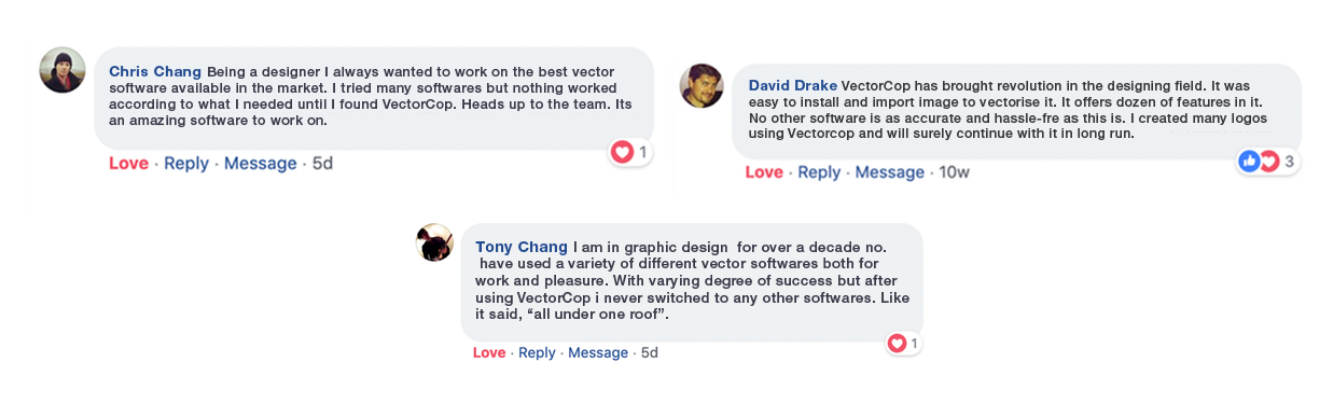 Chris Chang Being a designer I always wanted to work on the best vector
software available in the market. I tried many softwares but nothing worked
according to what I needed until I found VectorCop. Heads up to the team. Its
an amazing software to work on.
1
Love · Reply · Message · 5d
David Drake VectorCop has brought revolution in the designing field. It was
easy to install and import image to vectorise it. It offers dozen of features in it.
No other software is as accurate and hassle-fre as this is. I created many logos
using Vectorcop and will surely continue with it in long run.
3
Love · Reply · Message · 10w
Tony Chang I am in graphic design for over a decade no.
have used a variety of different vector softwares both for
work and pleasure. With varying degree of success but after
using VectorCop i never switched to any other softwares. Like
it said, “all under one roof”.
1
Love · Reply · Message · 5d